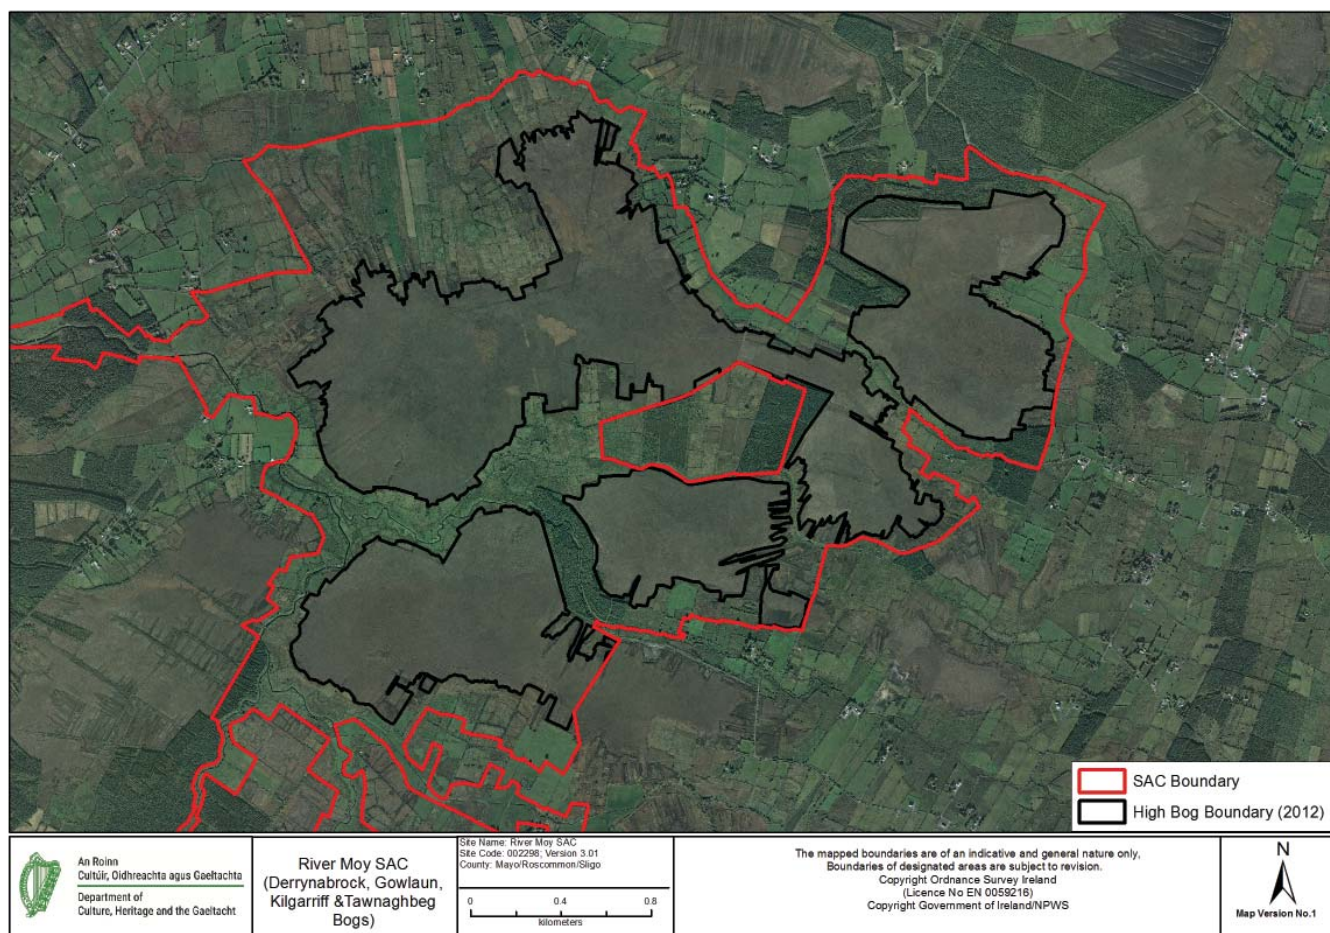 SAC Boundary
High Bog Boundary (2012)
An Roinn
Cultúir, Oidhreachta agus Gaeltachta
Department of
Culture, Heritage and the Gaeltacht
River Moy SAC
(Derrynabrock, Gowlaun,
Kilgarriff &Tawnaghbeg
Bogs)
Site Name: River Moy SAC
Site Code: 002298; Version 3.01
County: Mayo/Roscommon/Sligo
0 0.4 0.8
kilometers
The mapped boundaries are of an indicative and general nature only,
Boundaries of designated areas are subject to revision.
Copyright Ordnance Survey Ireland
(Licence No EN 0059216)
Copyright Government of Ireland/NPWS
N
Map Version No.1